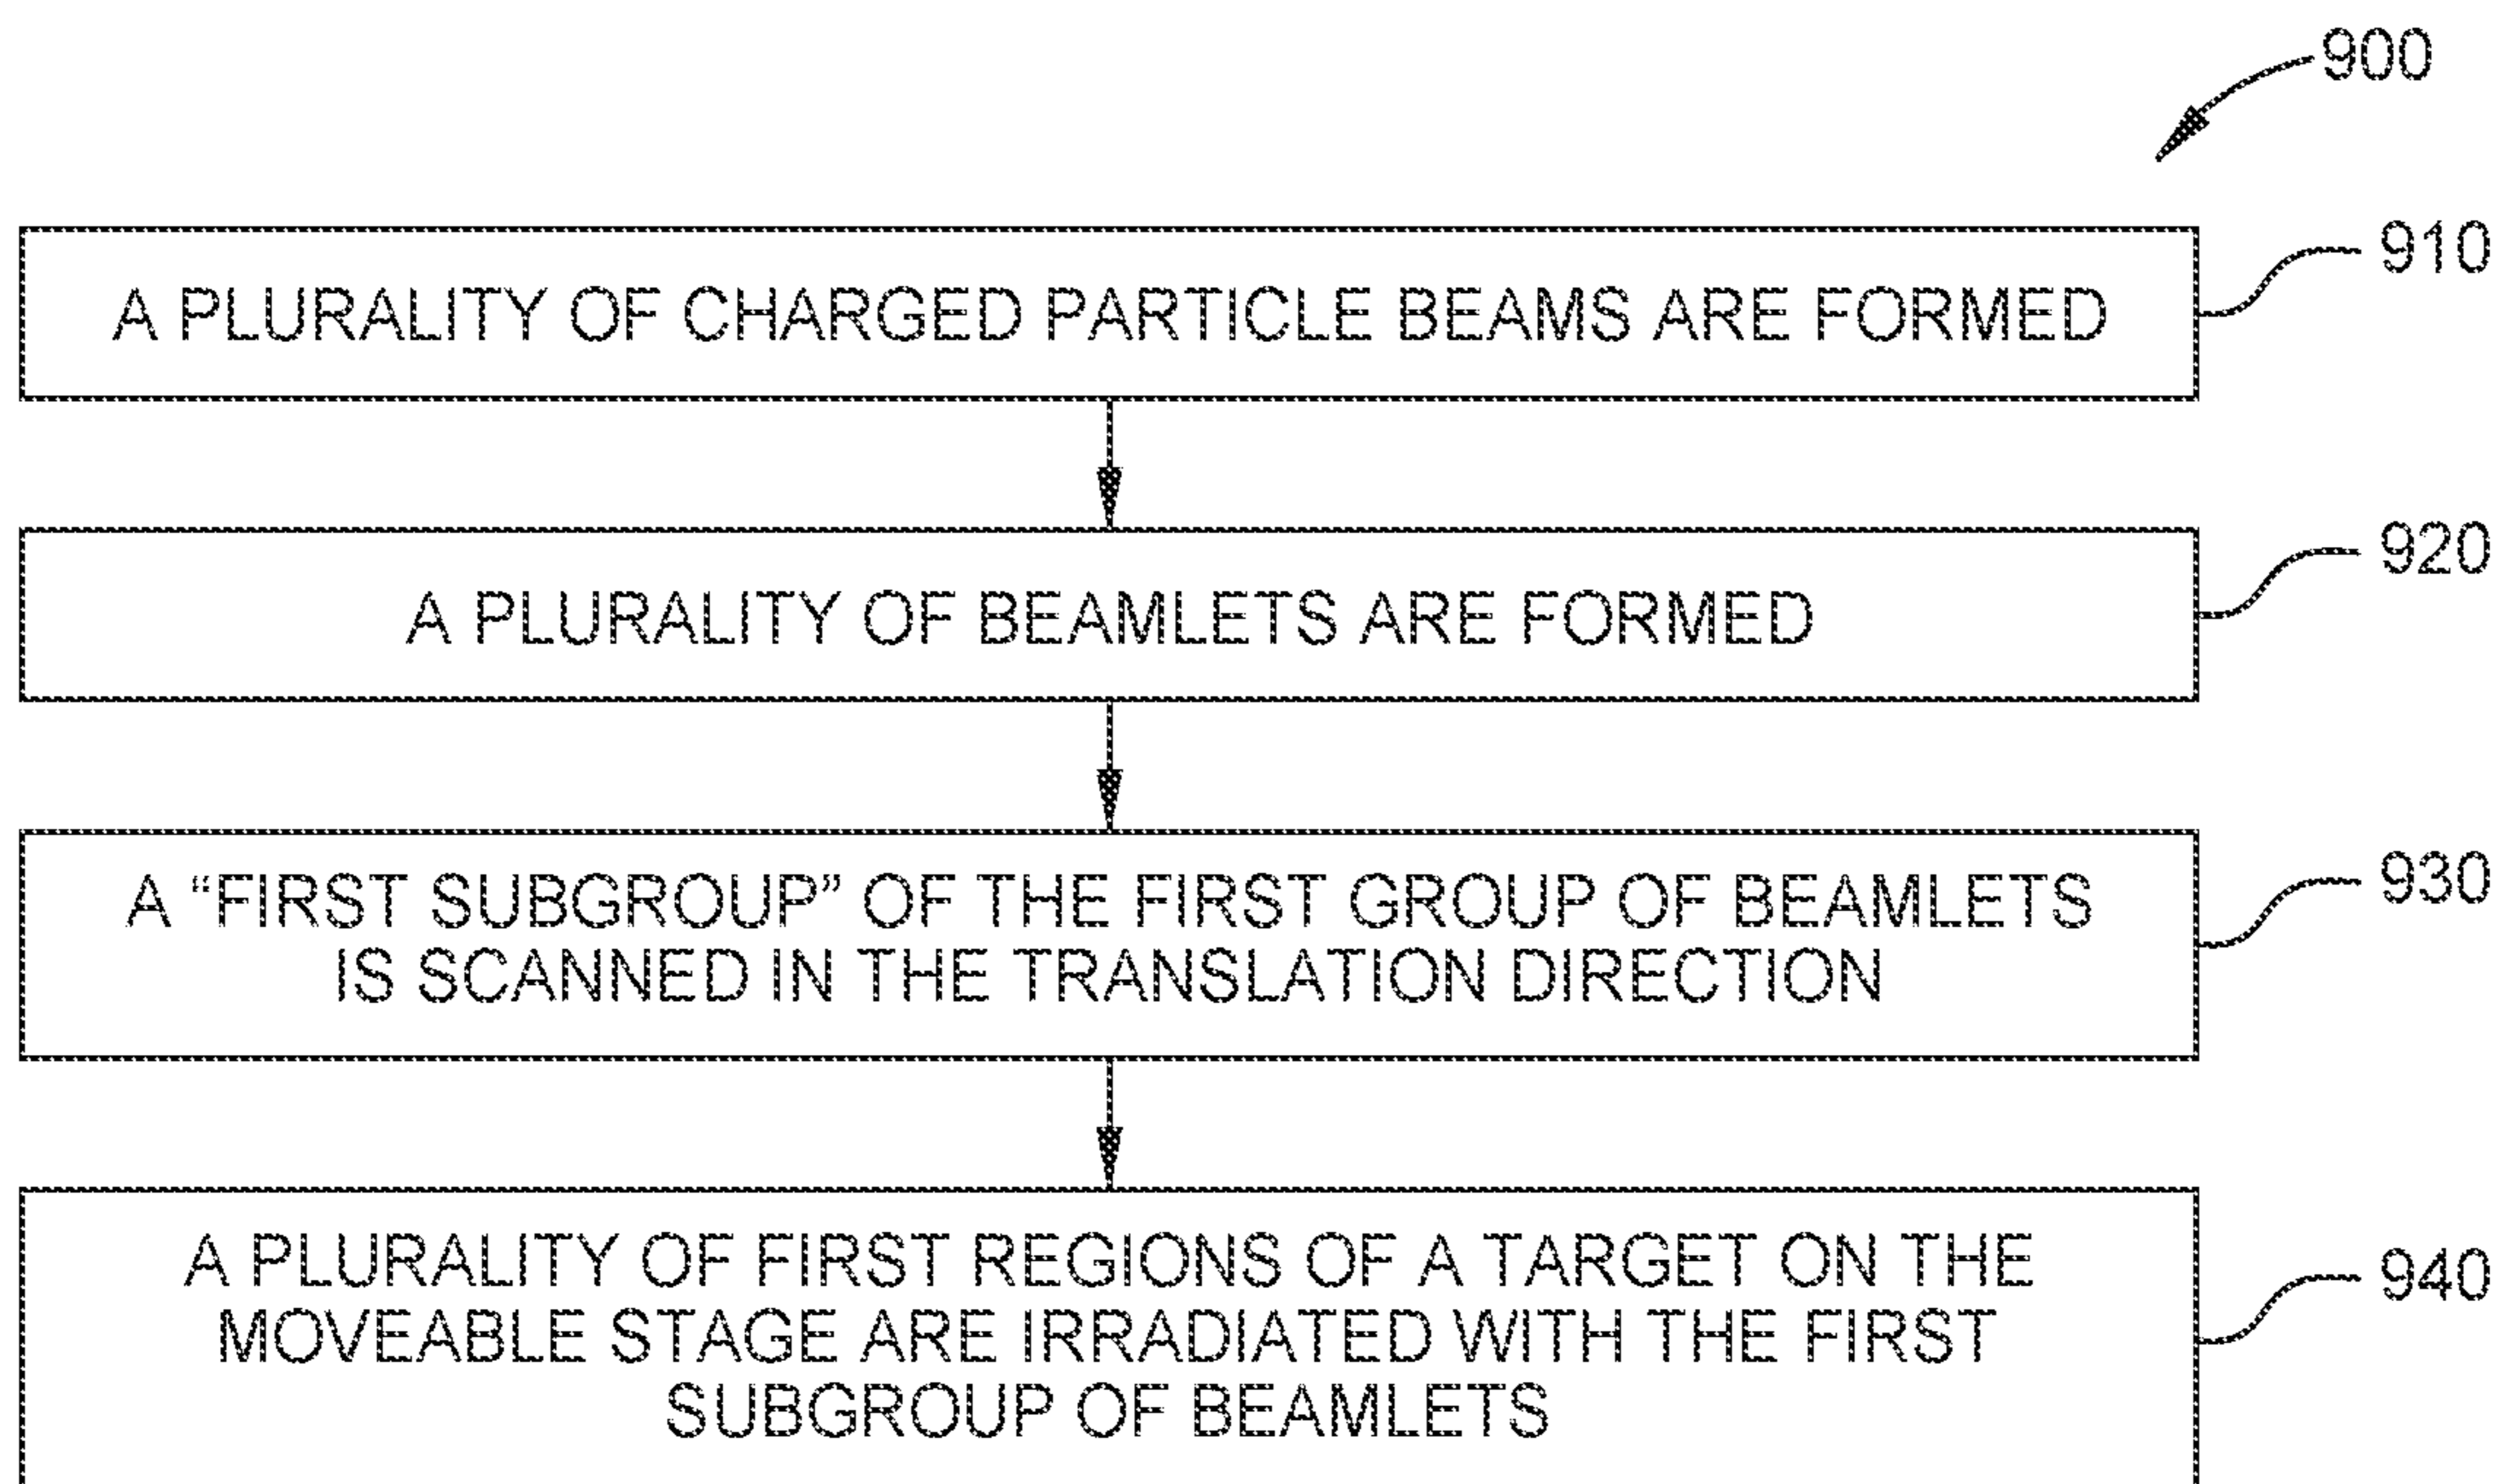 900
A PLURALITY OF CHARGED PARTICLE BEAMS ARE FORMED
910
A PLURALITY OF BEAMLETS ARE FORMED
920
A “FIRST SUBGROUP” OF THE FIRST GROUP OF BEAMLETS
IS SCANNED IN THE TRANSLATION DIRECTION
930
A PLURALITY OF FIRST REGIONS OF A TARGET ON THE
MOVEABLE STAGE ARE IRRADIATED WITH THE FIRST
SUBGROUP OF BEAMLETS
940